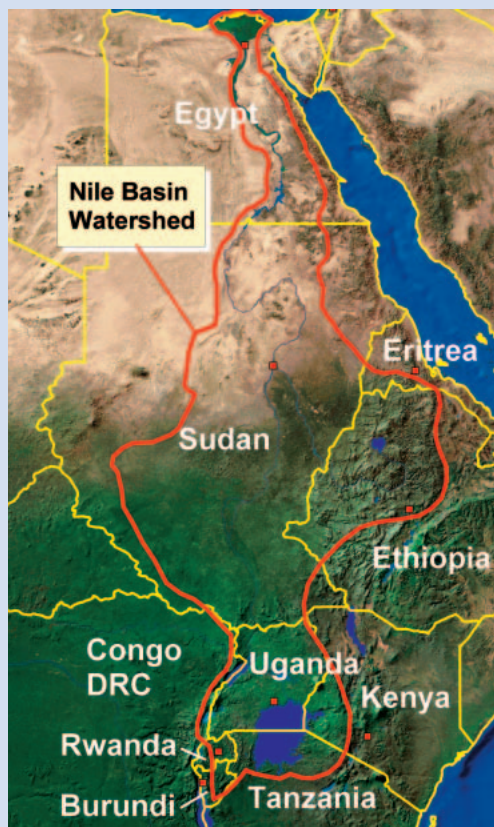 Egypt
Nile Basin
Watershed
Eritrea
Sudan
Ethiopia
Congo
DRC
Uganda
Kenya
Rwanda
Burundi
Tanzania